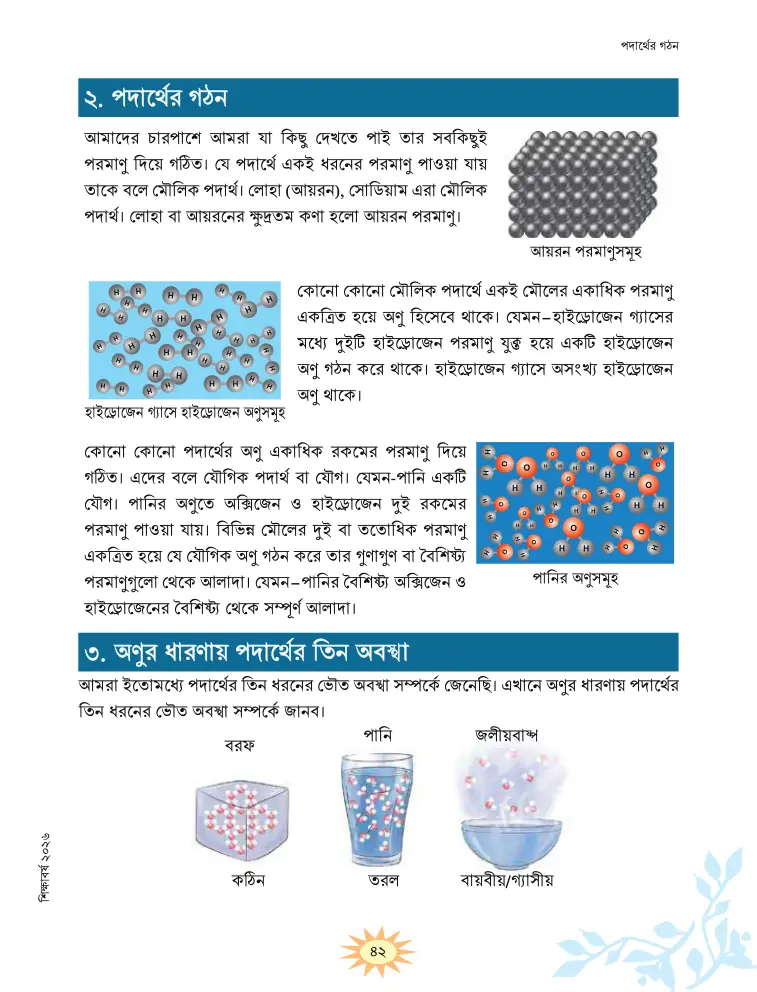 পদার্থের গঠন
২. পদার্থের গঠন
আমাদের চারপাশে আমরা যা কিছু দেখতে পাই তার সবকিছুই
পরমাণু দিয়ে গঠিত। যে পদার্থে একই ধরনের পরমাণু পাওয়া যায়
তাকে বলে মৌলিক পদার্থ। লোহা (আয়রন), সোডিয়াম এরা মৌলিক
পদার্থ। লোহা বা আয়রনের ক্ষুদ্রতম কণা হলো আয়রন পরমাণু।
আয়রন পরমাণুসমূহ
কোনো কোনো মৌলিক পদার্থে একই মৌলের একাধিক পরমাণু
একত্রিত হয়ে অণু হিসেবে থাকে। যেমন–হাইড্রোজেন গ্যাসের
মধ্যে দুইটি হাইড্রোজেন পরমাণু যুক্ত হয়ে একটি হাইড্রোজেন
অণু গঠন করে থাকে। হাইড্রোজেন গ্যাসে অসংখ্য হাইড্রোজেন
অণু থাকে।
হাইড্রোজেন গ্যাসে হাইড্রোজেন অণুসমূহ
কোনো কোনো পদার্থের অণু একাধিক রকমের পরমাণু দিয়ে
গঠিত। এদের বলে যৌগিক পদার্থ বা যৌগ। যেমন-পানি একটি
যৌগ। পানির অণুতে অক্সিজেন ও হাইড্রোজেন দুই রকমের
পরমাণু পাওয়া যায়। বিভিন্ন মৌলের দুই বা ততোধিক পরমাণু
একত্রিত হয়ে যে যৌগিক অণু গঠন করে তার গুণাগুণ বা বৈশিষ্ট্য
পরমাণুগুলো থেকে আলাদা। যেমন–পানির বৈশিষ্ট্য অক্সিজেন ও
হাইড্রোজেনের বৈশিষ্ট্য থেকে সম্পূর্ণ আলাদা।
পানির অণুসমূহ
৩. অণুর ধারণায় পদার্থের তিন অবস্থা
আমরা ইতোমধ্যে পদার্থের তিন ধরনের ভৌত অবস্থা সম্পর্কে জেনেছি। এখানে অণুর ধারণায় পদার্থের
তিন ধরনের ভৌত অবস্থা সম্পর্কে জানব।
বরফ
পানি
জলীয়বাষ্প
কঠিন
তরল
বায়বীয়/গ্যাসীয়
শিক্ষাবর্ষ ২০২৬
৪২